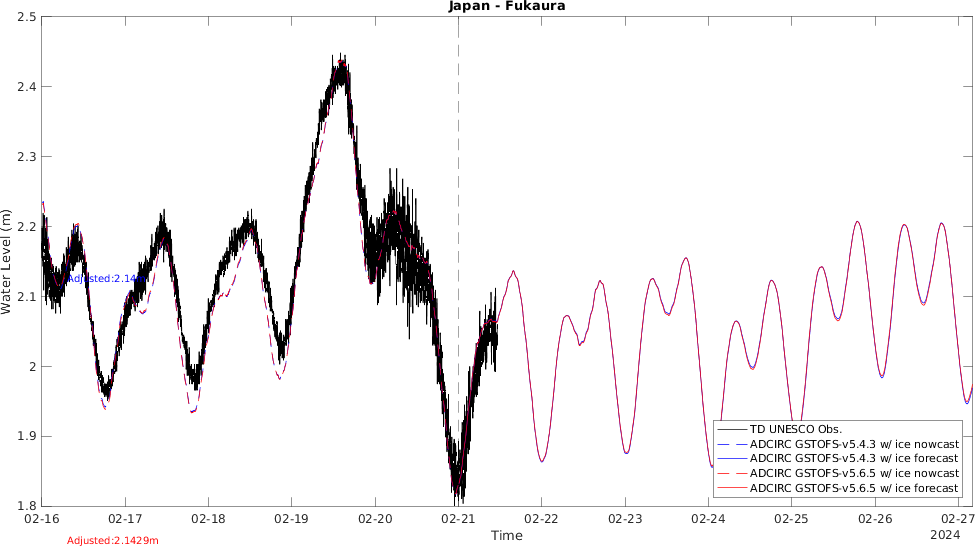 Japan - Fukaura
Water Level (m)
2.5
2.4
2.3
2.2
2.1
2
1.9
1.8
Adjusted:2.14
TD UNESCO Obs.
ADCIRC GSTOFS-v5.4.3 w/ ice nowcast
ADCIRC GSTOFS-v5.4.3 w/ ice forecast
ADCIRC GSTOFS-v5.6.5 w/ ice nowcast
ADCIRC GSTOFS-v5.6.5 w/ ice forecast
02-16 02-17 02-18 02-19 02-20 02-21 02-22 02-23 02-24 02-25 02-26 02-27
Time
2024
Adjusted:2.1429m